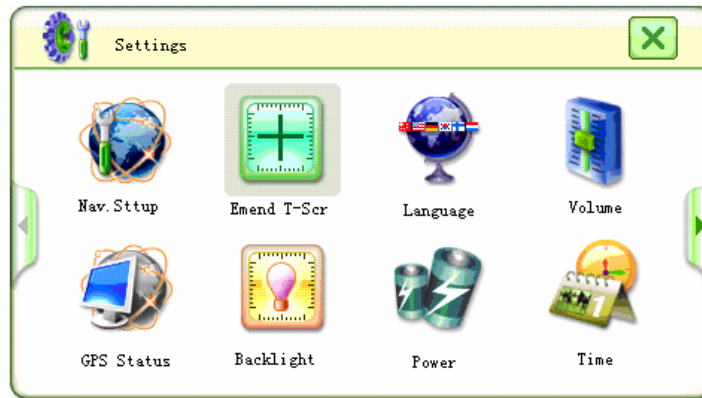 Settings
Nav.Sttup
Emend T-Scr
Language
Volume
GPS Status
Backlight
Power
Time